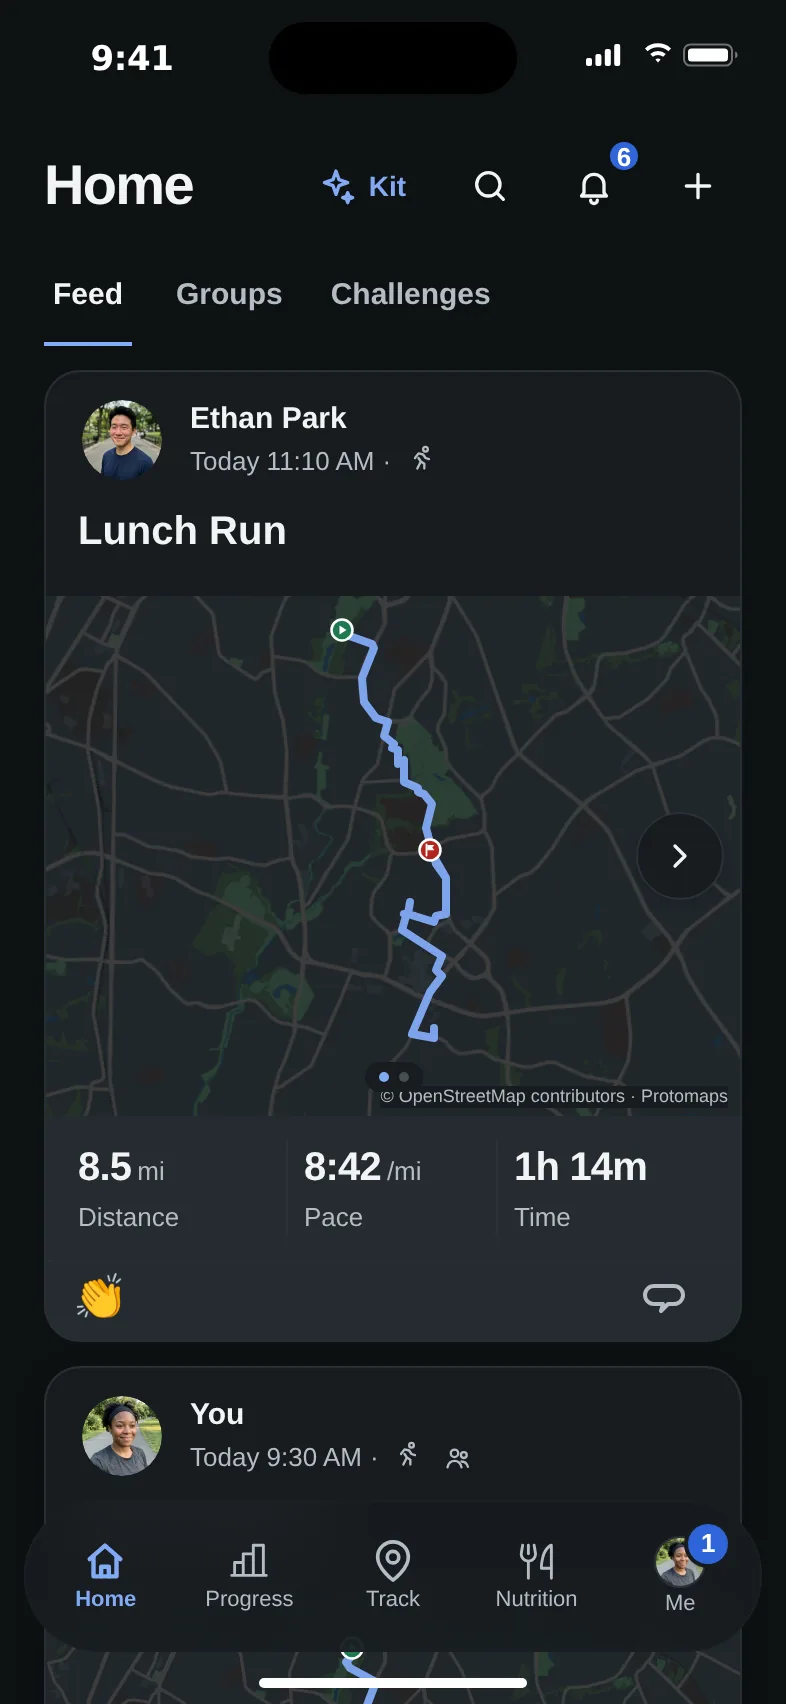 9:41
Home
Kit
6
Feed
Groups
Challenges
Ethan Park
Today 11:10 AM ·
Lunch Run
© OpenStreetMap contributors · Protomaps
8.5 mi
8:42 /mi
1h 14m
Distance
Pace
Time
You
Today 9:30 AM ·
1
Home
Progress
Track
Nutrition
Me